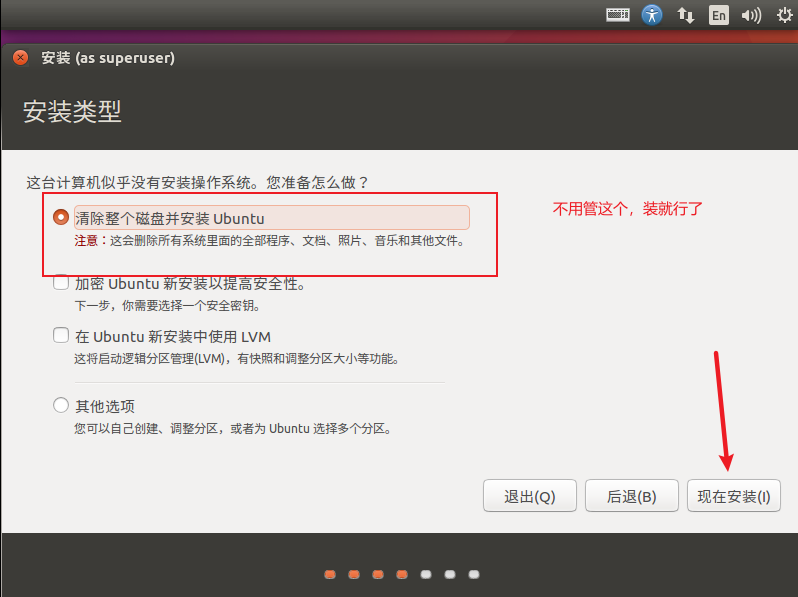 En
安装 (as superuser)
安装类型
这台计算机似乎没有安装操作系统。您准备怎么做？
清除整个磁盘并安装 Ubuntu
不用管这个，装就行了
注意：这会删除所有系统里面的全部程序、文档、照片、音乐和其他文件。
加密 Ubuntu 新安装以提高安全性。
下一步，你需要选择一个安全密钥。
在 Ubuntu 新安装中使用 LVM
这将启动逻辑分区管理(LVM)，有快照和调整分区大小等功能。
其他选项
您可以自己创建、调整分区，或者为 Ubuntu 选择多个分区。
退出(Q) 后退(B) 现在安装(I)